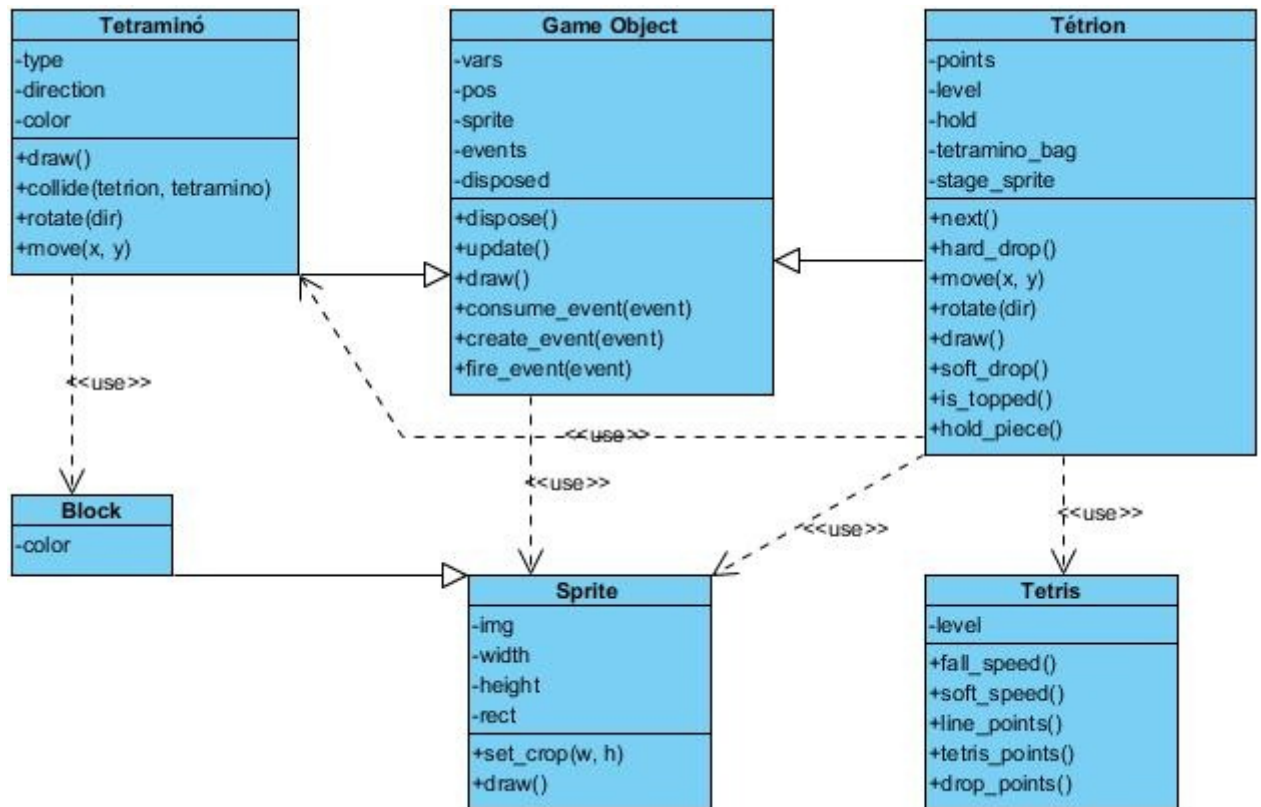 Tetraminó
-type
-direction
-color
+draw()
+collide(tetrion, tetramino)
+rotate(dir)
+move(x, y)
Game Object
-vars
-pos
-sprite
-events
-disposed
+dispose()
+update()
+draw()
+consume_event(event)
+create_event(event)
+fire_event(event)
Tétrion
-points
-level
-hold
-tetramino_bag
-stage_sprite
+next()
+hard_drop()
+move(x, y)
+rotate(dir)
+draw()
+soft_drop()
+is_topped()
+hold_piece()
<<use>>
<<use>>
<<use>>
<<use>>
<<use>>
Block
-color
Sprite
-img
-width
-height
-rect
+set_crop(w, h)
+draw()
Tetris
-level
+fall_speed()
+soft_speed()
+line_points()
+tetris_points()
+drop_points()